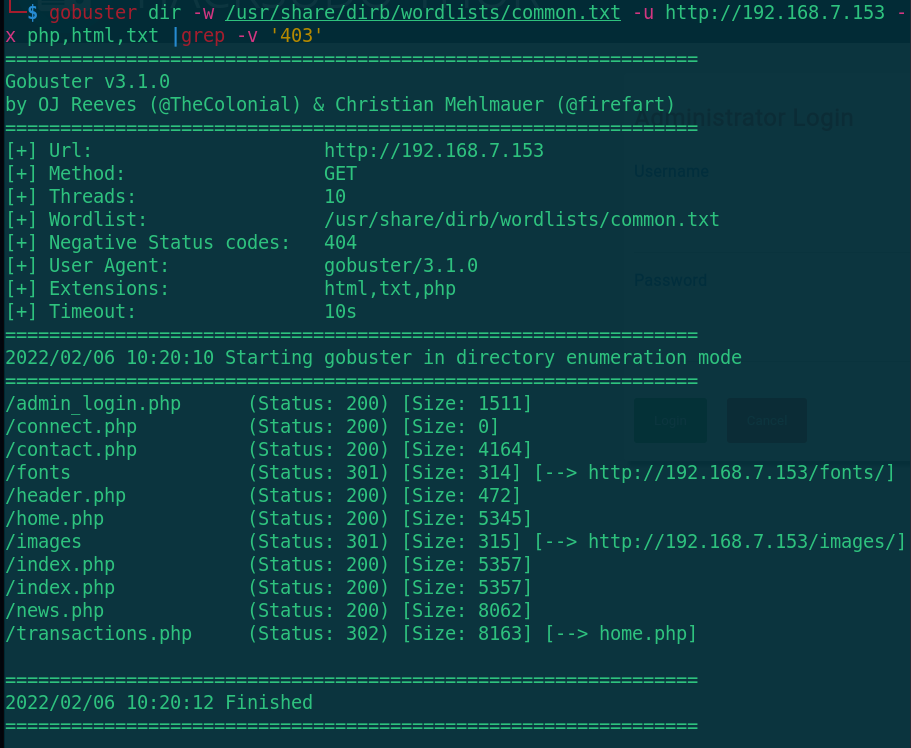 └─$ gobuster dir -w /usr/share/dirb/wordlists/common.txt -u http://192.168.7.153 -
x php,html,txt |grep -v '403'
===============================================================
Gobuster v3.1.0
by OJ Reeves (@TheColonial) & Christian Mehlmauer (@firefart)
===============================================================
Administrator Login
[+] Url:                     http://192.168.7.153
[+] Method:                  GET
Username
[+] Threads:                 10
[+] Wordlist:                /usr/share/dirb/wordlists/common.txt
[+] Negative Status codes:   404
[+] User Agent:              gobuster/3.1.0
Password
[+] Extensions:              html,txt,php
[+] Timeout:                 10s
===============================================================
2022/02/06 10:20:10 Starting gobuster in directory enumeration mode
===============================================================
/admin_login.php      (Status: 200) [Size: 1511]
Login Cancel
/connect.php          (Status: 200) [Size: 0]
/contact.php          (Status: 200) [Size: 4164]
/fonts                (Status: 301) [Size: 314] [--> http://192.168.7.153/fonts/]
/header.php           (Status: 200) [Size: 472]
/home.php             (Status: 200) [Size: 5345]
/images               (Status: 301) [Size: 315] [--> http://192.168.7.153/images/]
/index.php            (Status: 200) [Size: 5357]
/index.php            (Status: 200) [Size: 5357]
/news.php             (Status: 200) [Size: 8062]
/transactions.php     (Status: 302) [Size: 8163] [--> home.php]
===============================================================
2022/02/06 10:20:12 Finished
===============================================================